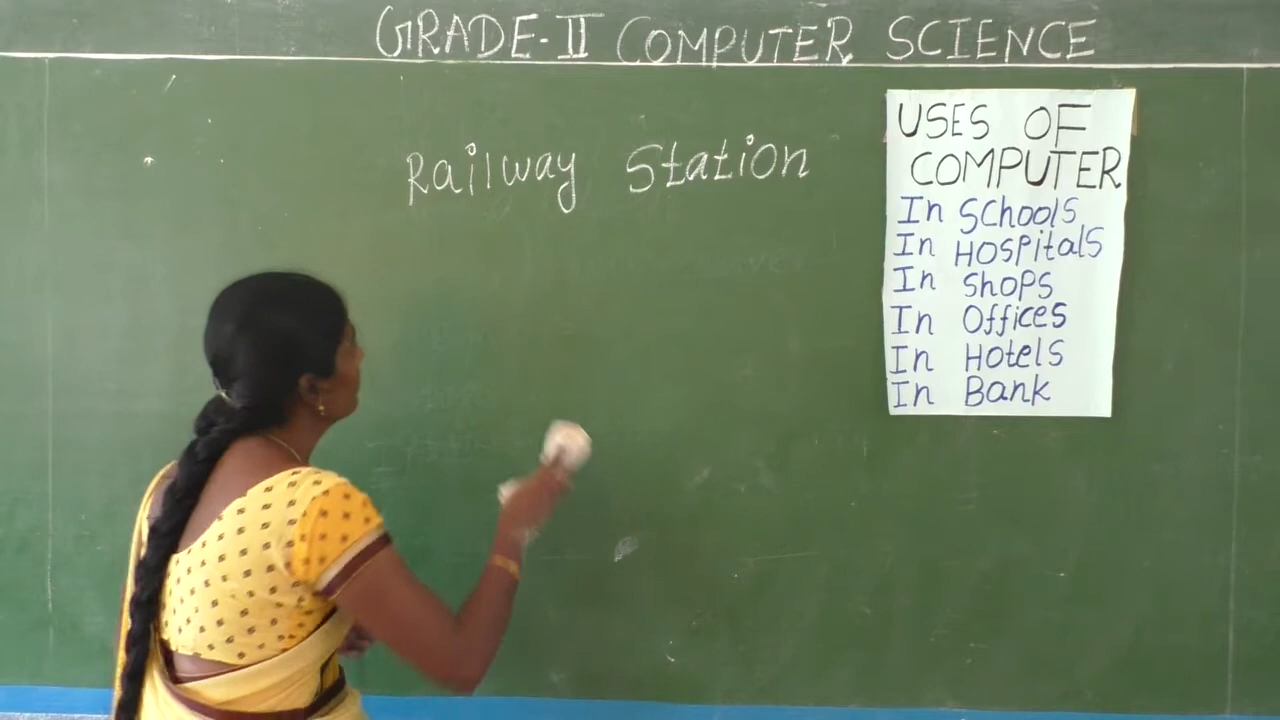 GRADE-II COMPUTER SCIENCE
Railway Station
USES OF
COMPUTER
In Schools
In Hospitals
In Shops
In Offices
In Hotels
In Bank